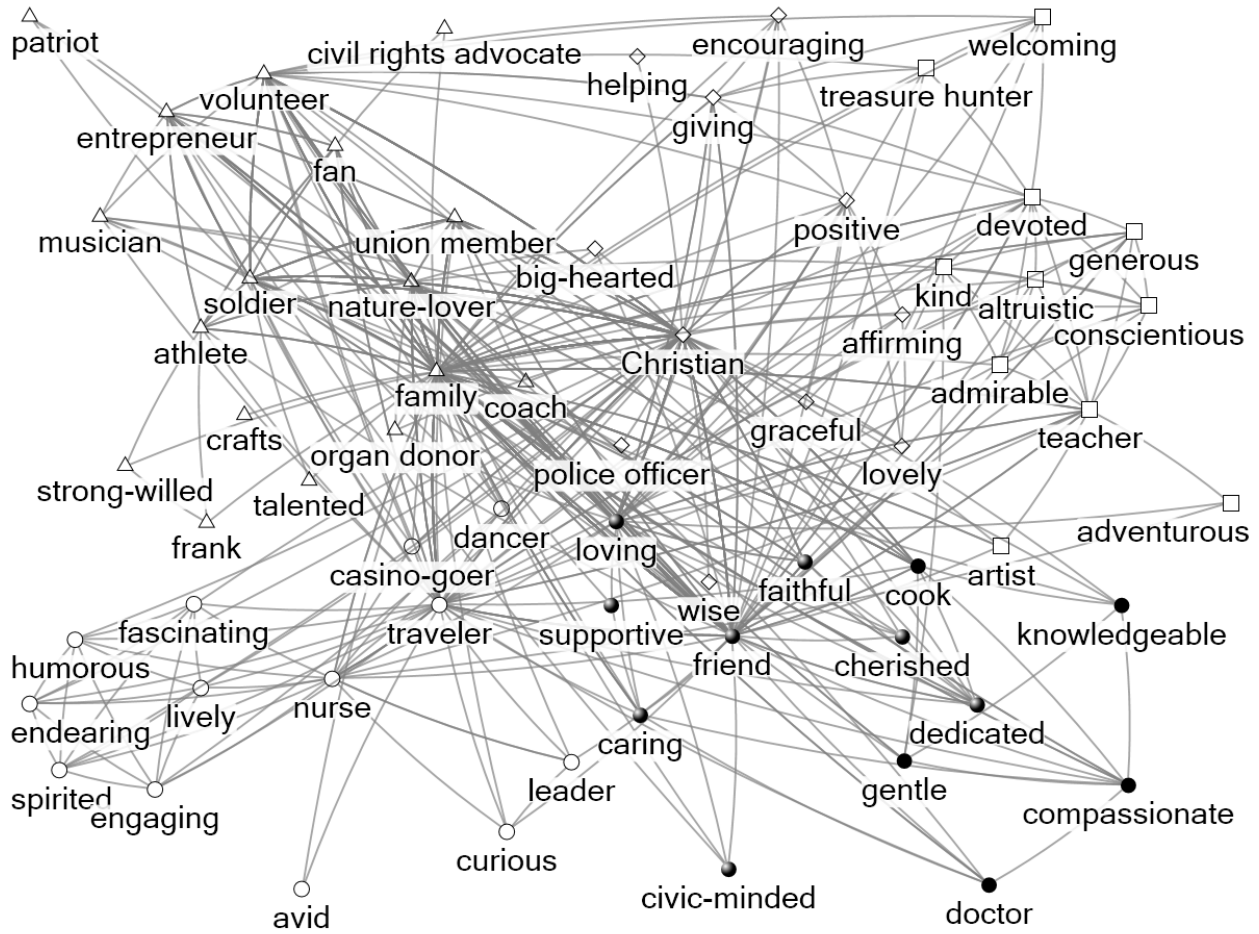 patriot
civil rights advocate
encouraging
welcoming
volunteer
helping
treasure hunter
entrepreneur
giving
fan
musician
union member
positive
devoted
big-hearted
generous
soldier
nature-lover
kind
altruistic
conscientious
athlete
Christian
affirming
family
coach
admirable
crafts
graceful
teacher
organ donor
police officer
lovely
strong-willed
talented
frank
dancer
loving
adventurous
casino-goer
faithful
cook
artist
fascinating
traveler
supportive
wise
knowledgeable
humorous
friend
cherished
endearing
lively
nurse
caring
dedicated
spirited
engaging
leader
gentle
compassionate
curious
avid
civic-minded
doctor